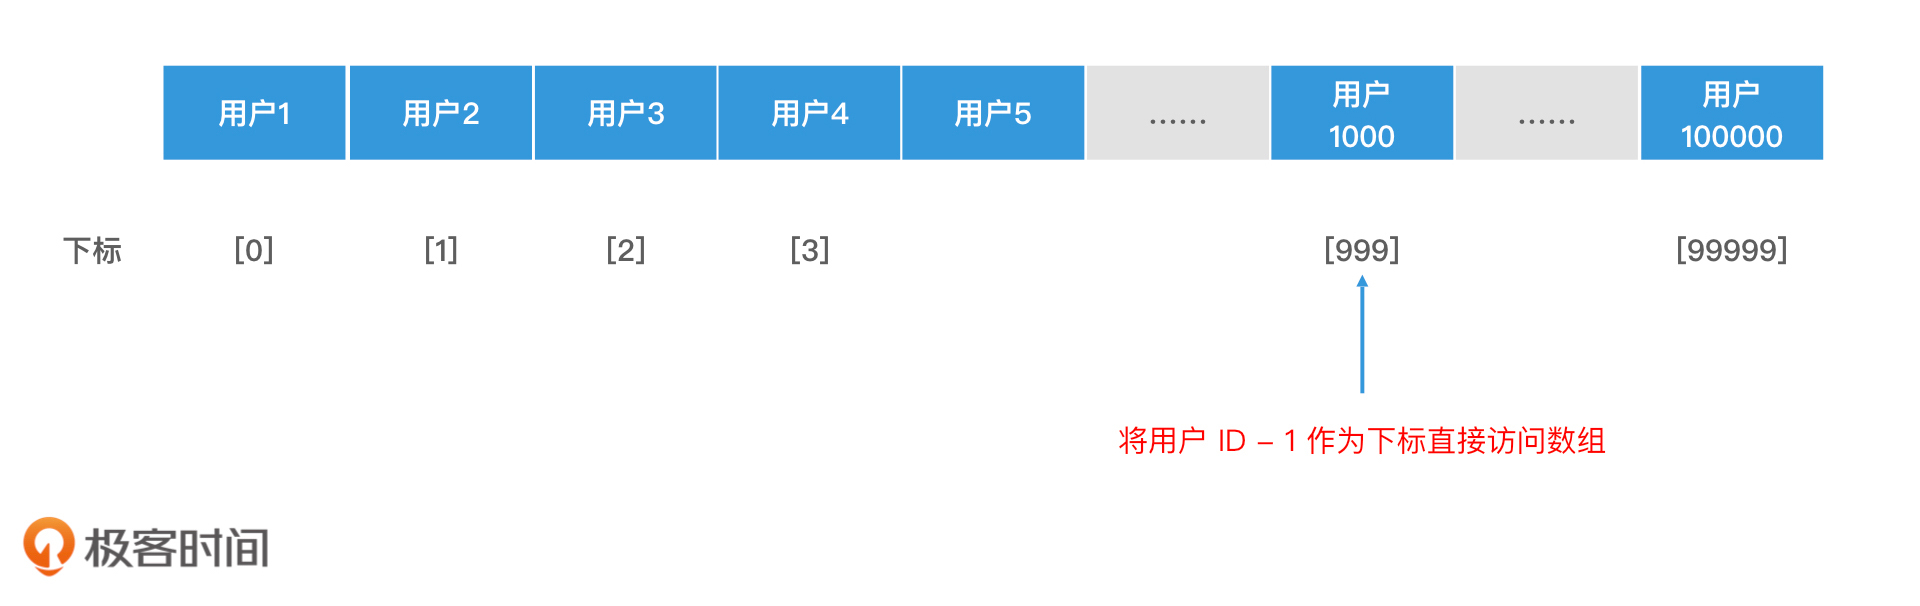 用户1 用户2 用户3 用户4 用户5 …… 用户 1000 …… 用户 100000
下标 [0] [1] [2] [3] [999] [99999]
将用户 ID – 1 作为下标直接访问数组
极客时间